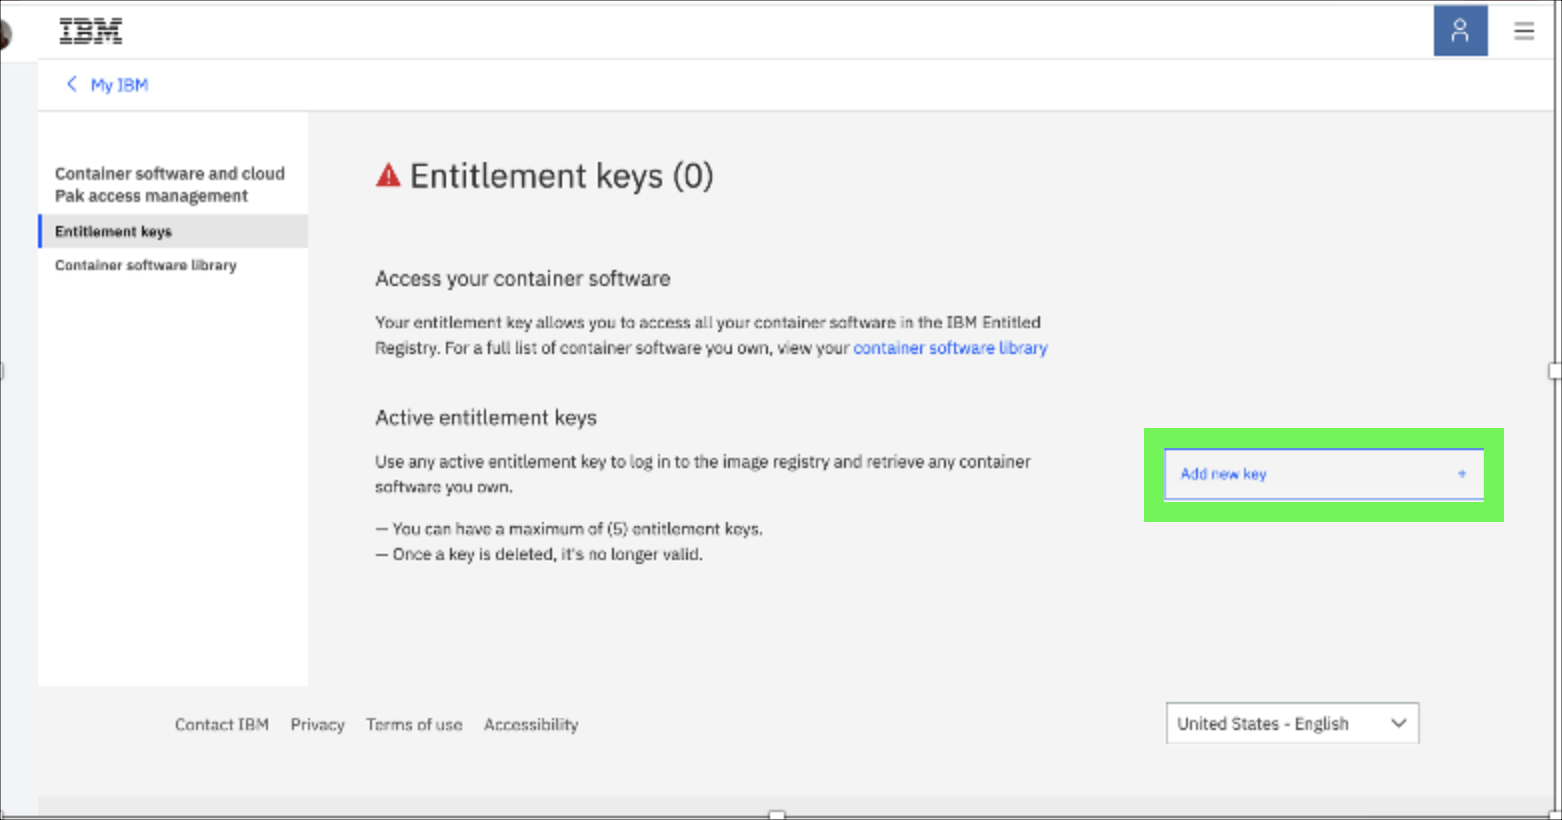 IBM
My IBM
Container software and cloud
Pak access management
Entitlement keys
Container software library
Entitlement keys (0)
Access your container software
Your entitlement key allows you to access all your container software in the IBM Entitled
Registry. For a full list of container software you own, view your container software library
Active entitlement keys
Use any active entitlement key to log in to the image registry and retrieve any container
software you own.
— You can have a maximum of (5) entitlement keys.
— Once a key is deleted, it's no longer valid.
Add new key +
Contact IBM Privacy Terms of use Accessibility
United States - English